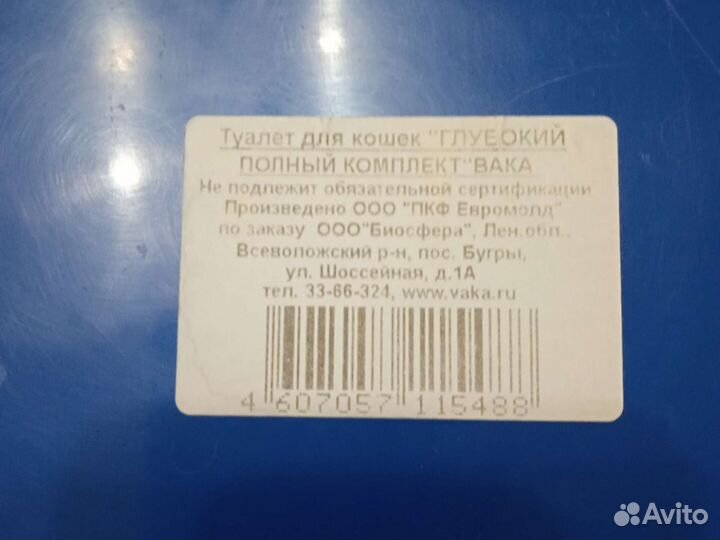 Туалет для кошек "ГЛУБОКИЙ
ПОЛНЫЙ КОМПЛЕКТ"ВАКА
Не подлежит обязательной сертификации
Произведено ООО "ПКФ Евромолд"
по заказу ООО"Биосфера", Лен.обл.,
Всеволожский р-н, пос. Бугры,
ул. Шоссейная, д.1А
тел. 33-66-324, www.vaka.ru
4 607057 115488
Avito